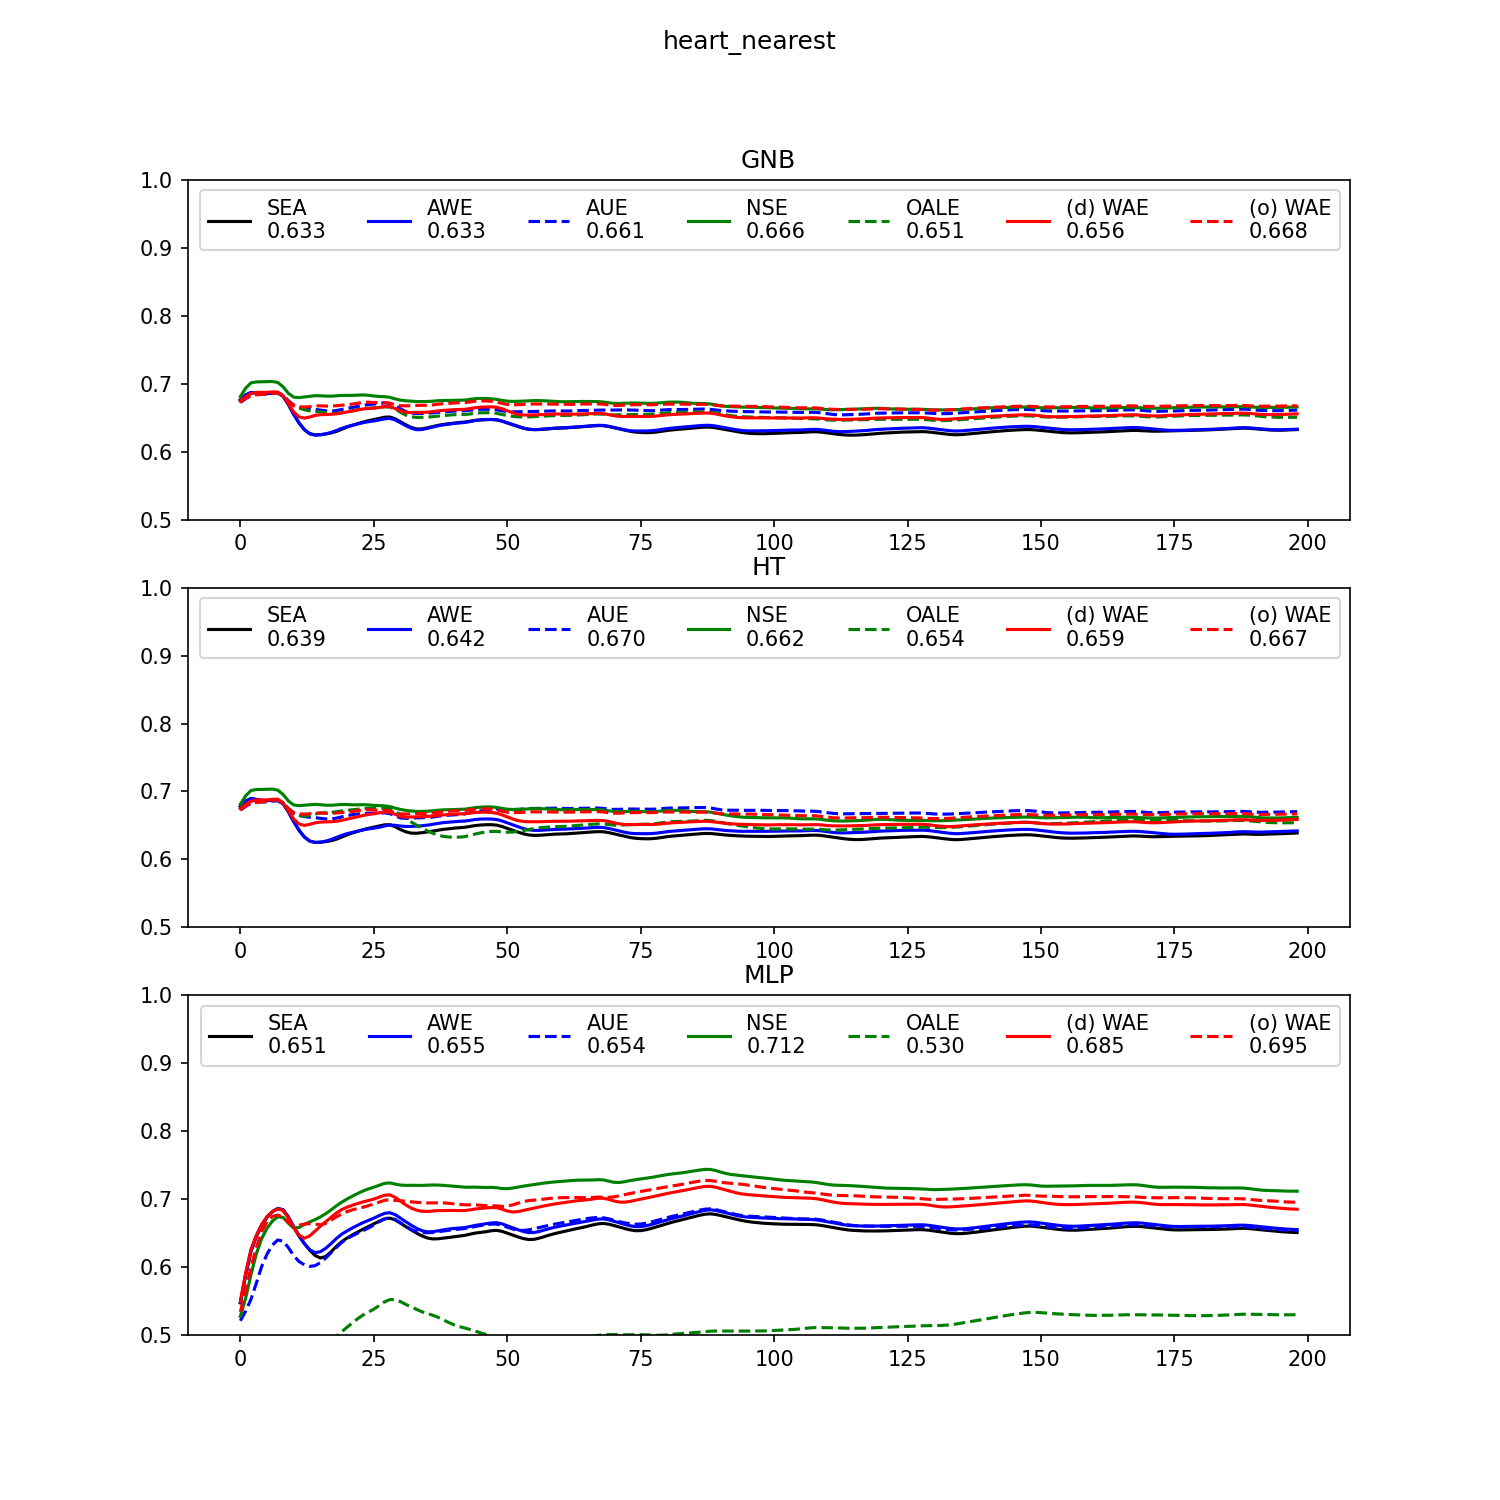 heart_nearest
GNB
1.0
0.9
0.8
0.7
0.6
0.5
SEA AWE AUE NSE OALE (d) WAE (o) WAE
0.633 0.633 0.661 0.666 0.651 0.656 0.668
0 25 50 75 100 125 150 175 200
HT
1.0
0.9
0.8
0.7
0.6
0.5
SEA AWE AUE NSE OALE (d) WAE (o) WAE
0.639 0.642 0.670 0.662 0.654 0.659 0.667
0 25 50 75 100 125 150 175 200
MLP
1.0
0.9
0.8
0.7
0.6
0.5
SEA AWE AUE NSE OALE (d) WAE (o) WAE
0.651 0.655 0.654 0.712 0.530 0.685 0.695
0 25 50 75 100 125 150 175 200